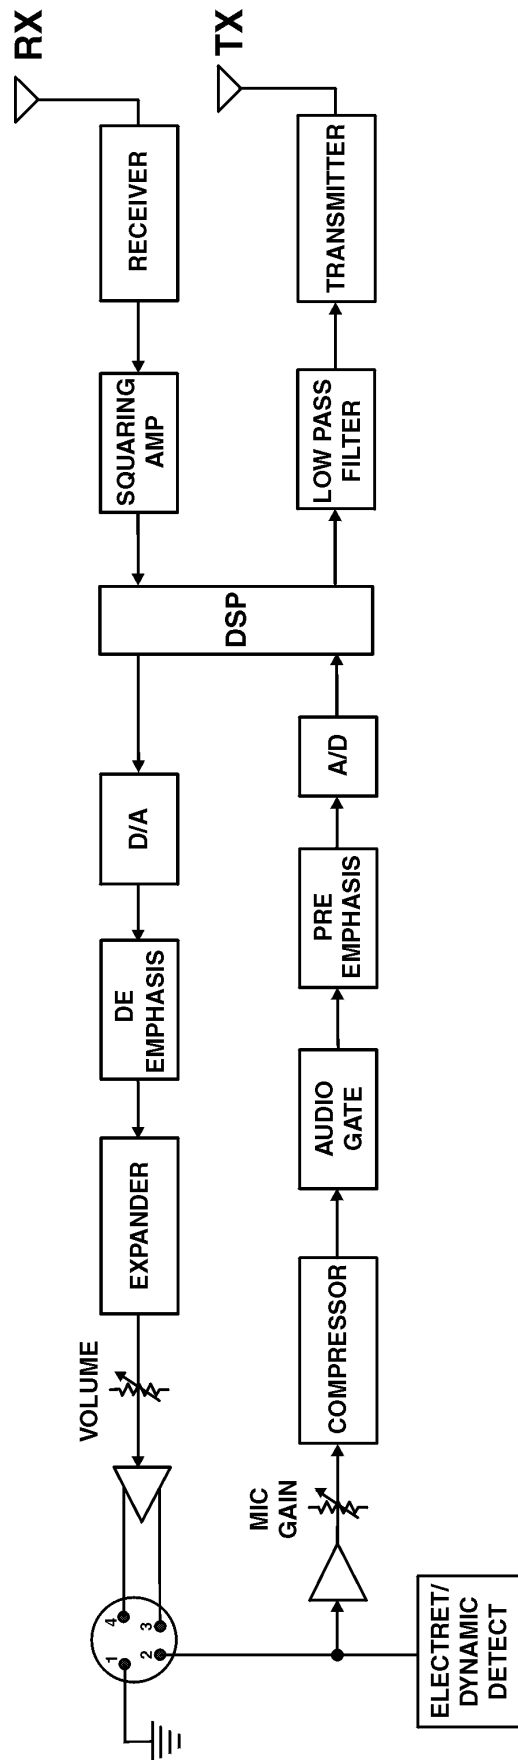 RX
RECEIVER
SQUARING
AMP
DSP
D/A
DE
EMPHASIS
EXPANDER
VOLUME
4
3
2
1
TX
TRANSMITTER
LOW PASS
FILTER
A/D
PRE
EMPHASIS
AUDIO
GATE
COMPRESSOR
MIC
GAIN
ELECTRET/
DYNAMIC
DETECT